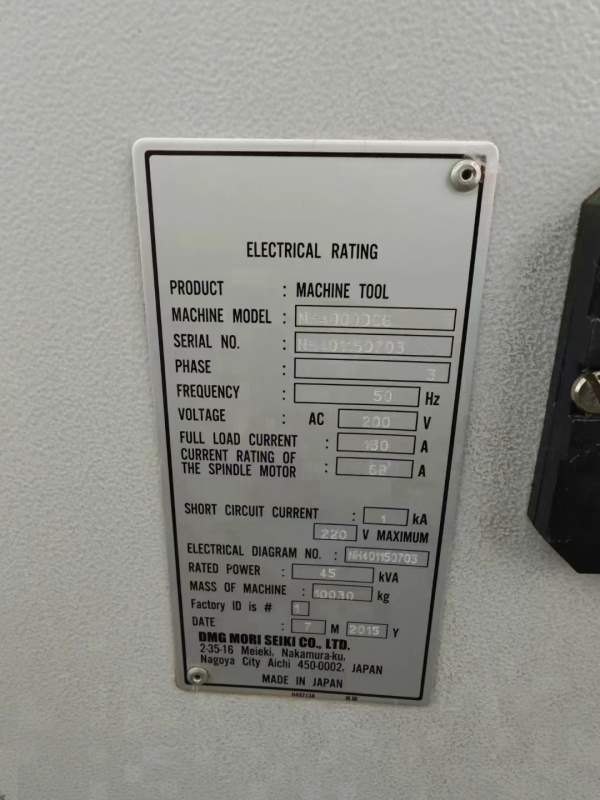 ELECTRICAL RATING
PRODUCT : MACHINE TOOL
MACHINE MODEL :
SERIAL NO. : NH401150703
PHASE : 3
FREQUENCY : 50 Hz
VOLTAGE : AC 200 V
FULL LOAD CURRENT : 130 A
CURRENT RATING OF
THE SPINDLE MOTOR : A
SHORT CIRCUIT CURRENT : 1 kA
220 V MAXIMUM
ELECTRICAL DIAGRAM NO. : NH401150703
RATED POWER : 45 kVA
MASS OF MACHINE : 10030 kg
Factory ID is # 1
DATE : 7 M 2015 Y
DMG MORI SEIKI CO., LTD.
2-35-16 Meieki, Nakamura-ku,
Nagoya City Aichi 450-0002, JAPAN
MADE IN JAPAN